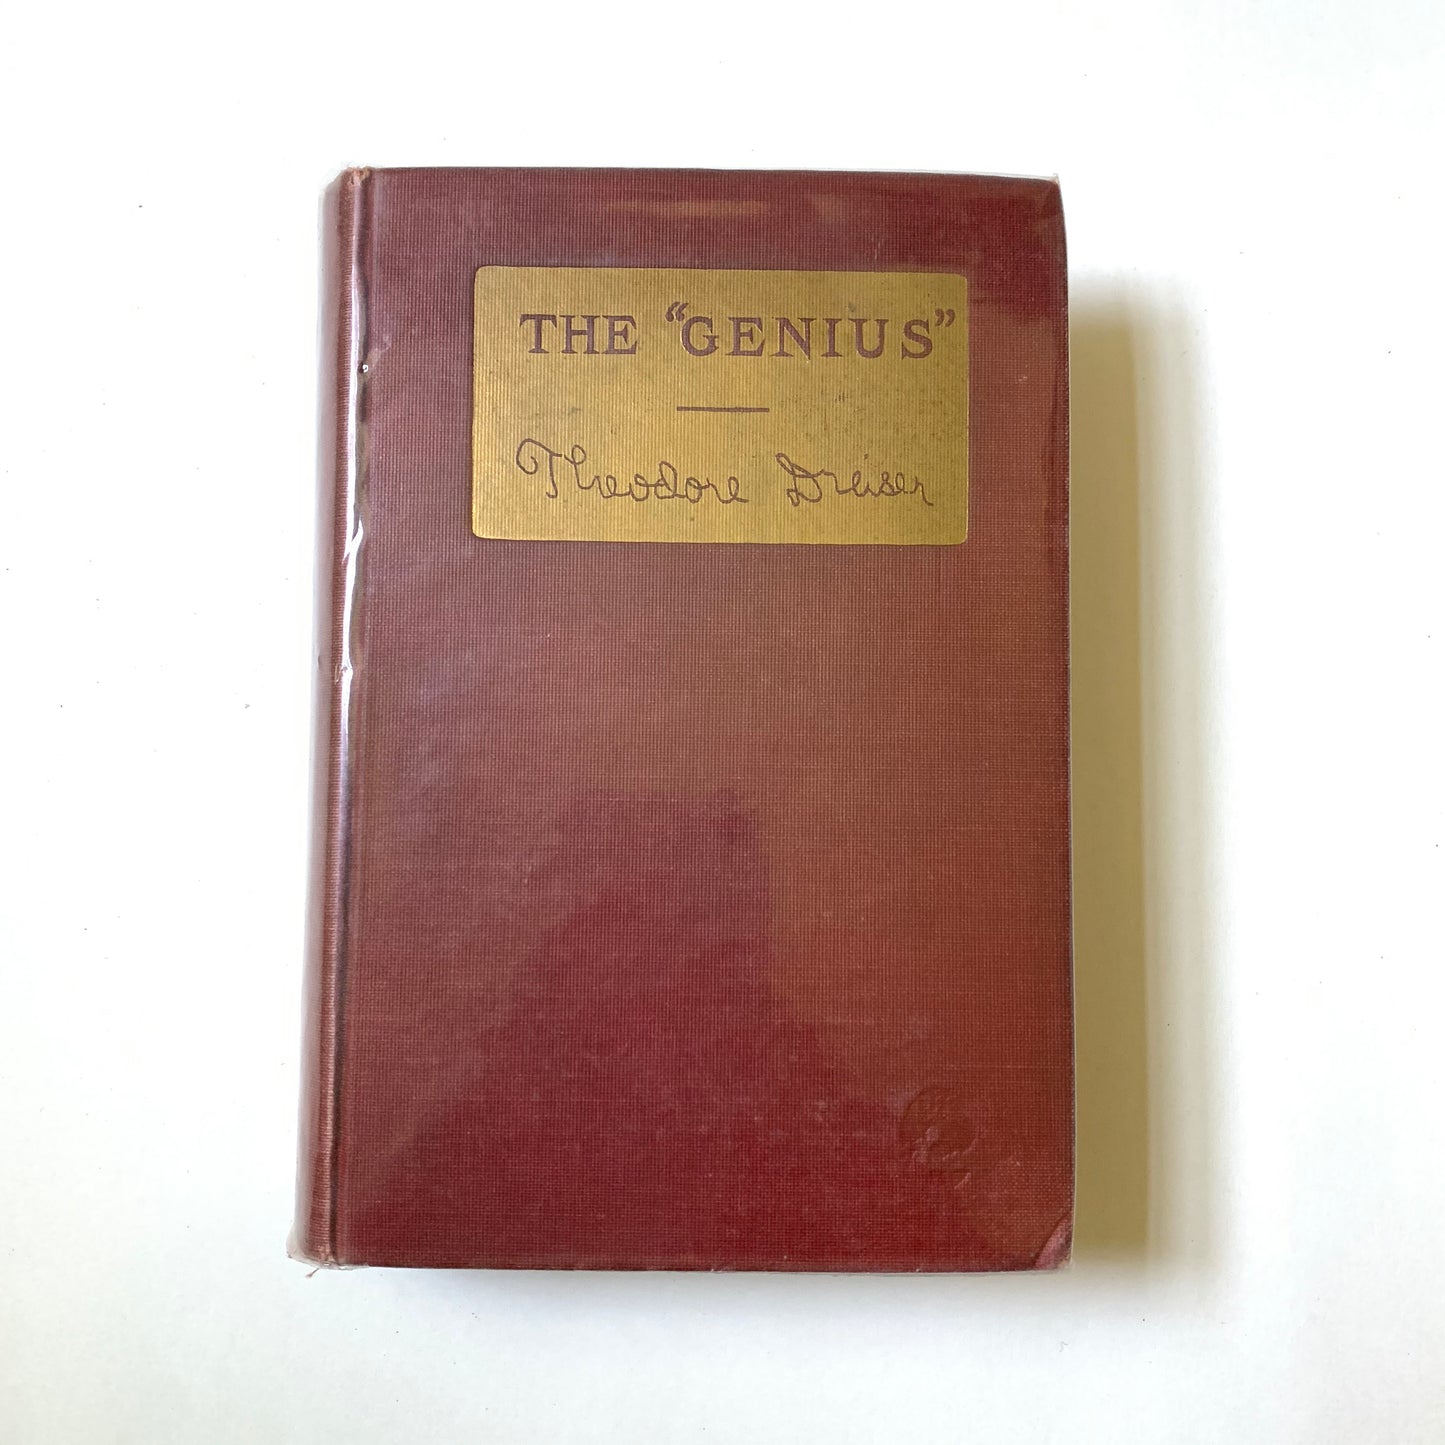 THE “GENIUS”
Theodore Dreiser